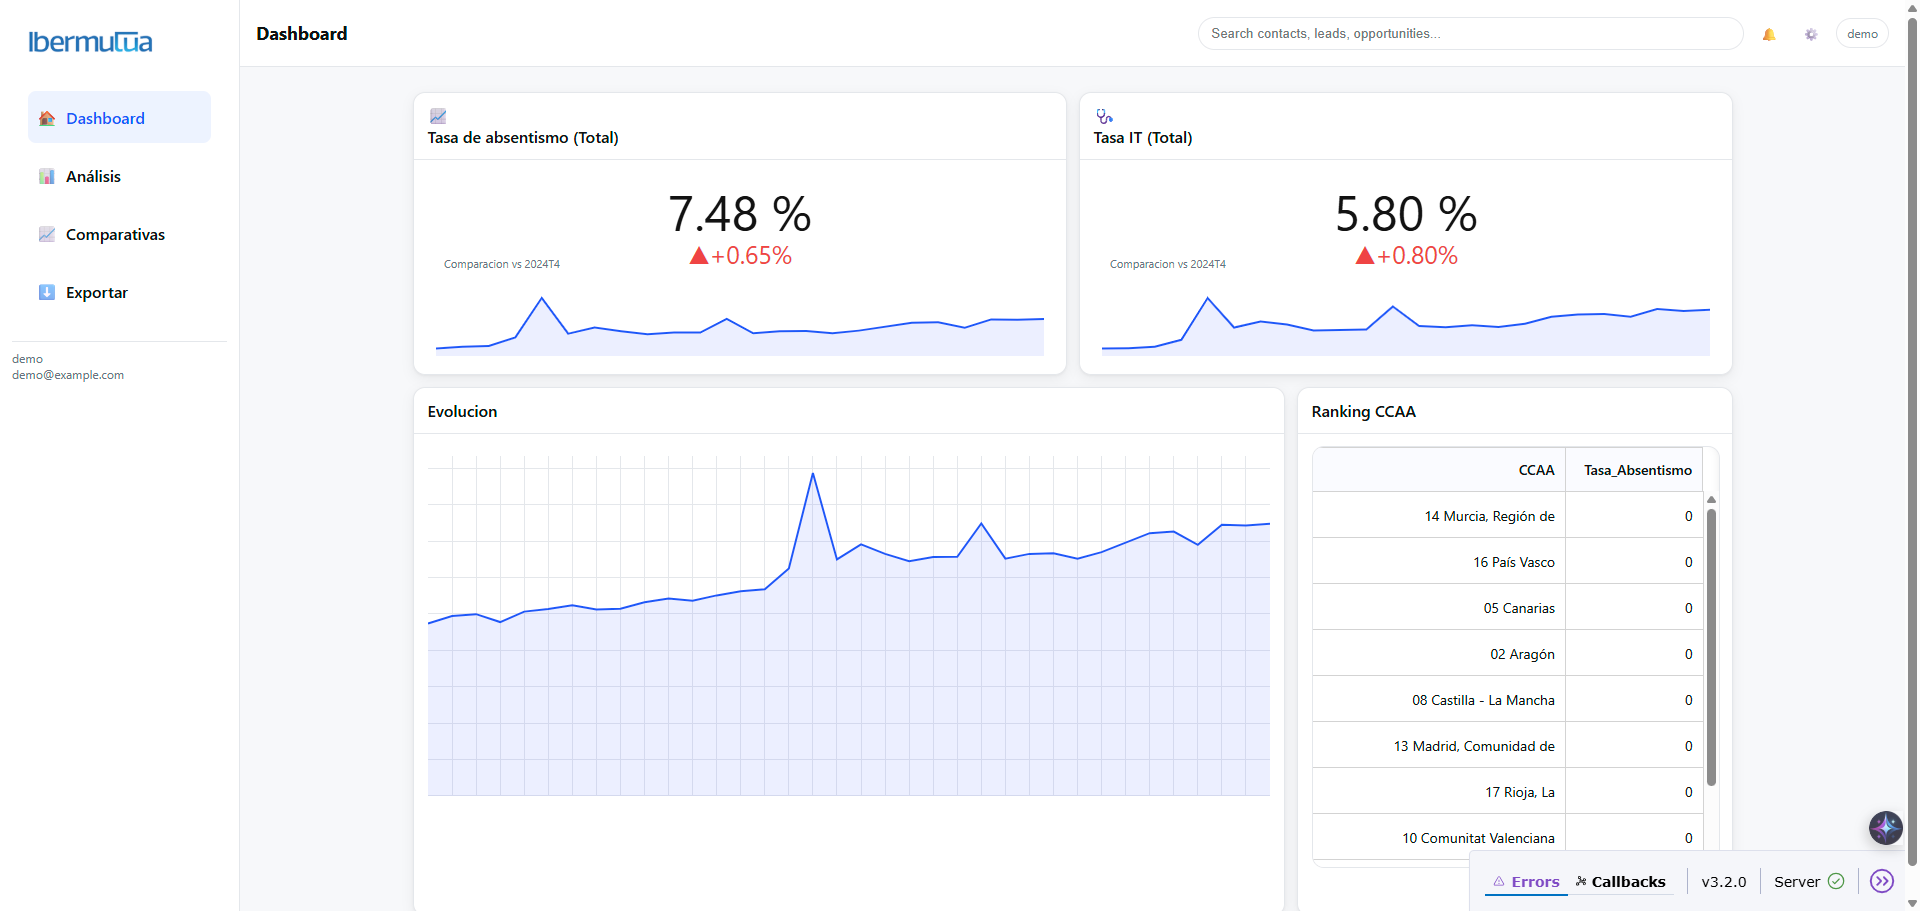 Ibermutua
Dashboard
Search contacts, leads, opportunities...
demo
Dashboard
Análisis
Comparativas
Exportar
demo
demo@example.com
Tasa de absentismo (Total)
7.48 %
▲+0.65%
Comparacion vs 2024T4
Tasa IT (Total)
5.80 %
▲+0.80%
Comparacion vs 2024T4
Evolucion
Ranking CCAA
CCAA Tasa_Absentismo
14 Murcia, Región de 0
16 País Vasco 0
05 Canarias 0
02 Aragón 0
08 Castilla - La Mancha 0
13 Madrid, Comunidad de 0
17 Rioja, La 0
10 Comunitat Valenciana 0
Errors Callbacks v3.2.0 Server